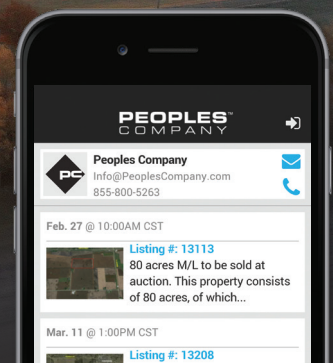 PEOPLES™
COMPANY
PC
Peoples Company
Info@PeoplesCompany.com
855-800-5263
Feb. 27 @ 10:00AM CST
Listing #: 13113
80 acres M/L to be sold at
auction. This property consists
of 80 acres, of which...
Mar. 11 @ 1:00PM CST
Listing #: 13208